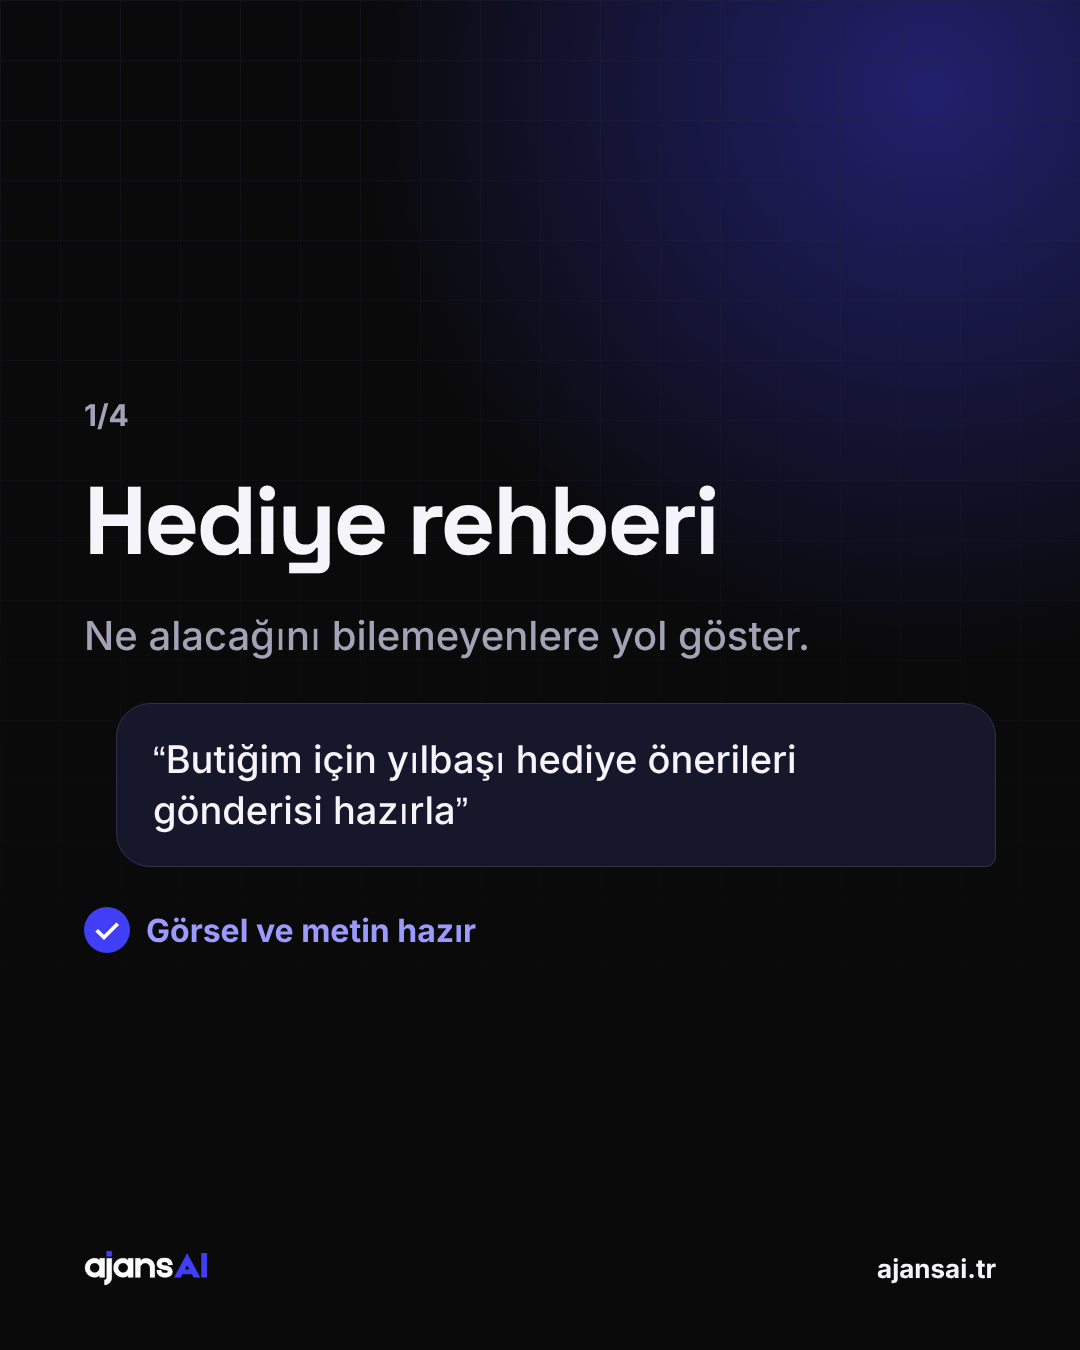 1/4
Hediye rehberi
Ne alacağını bilemeyenlere yol göster.
“Butiğim için yılbaşı hediye önerileri
gönderisi hazırla”
Görsel ve metin hazır
ajansAI
ajansai.tr